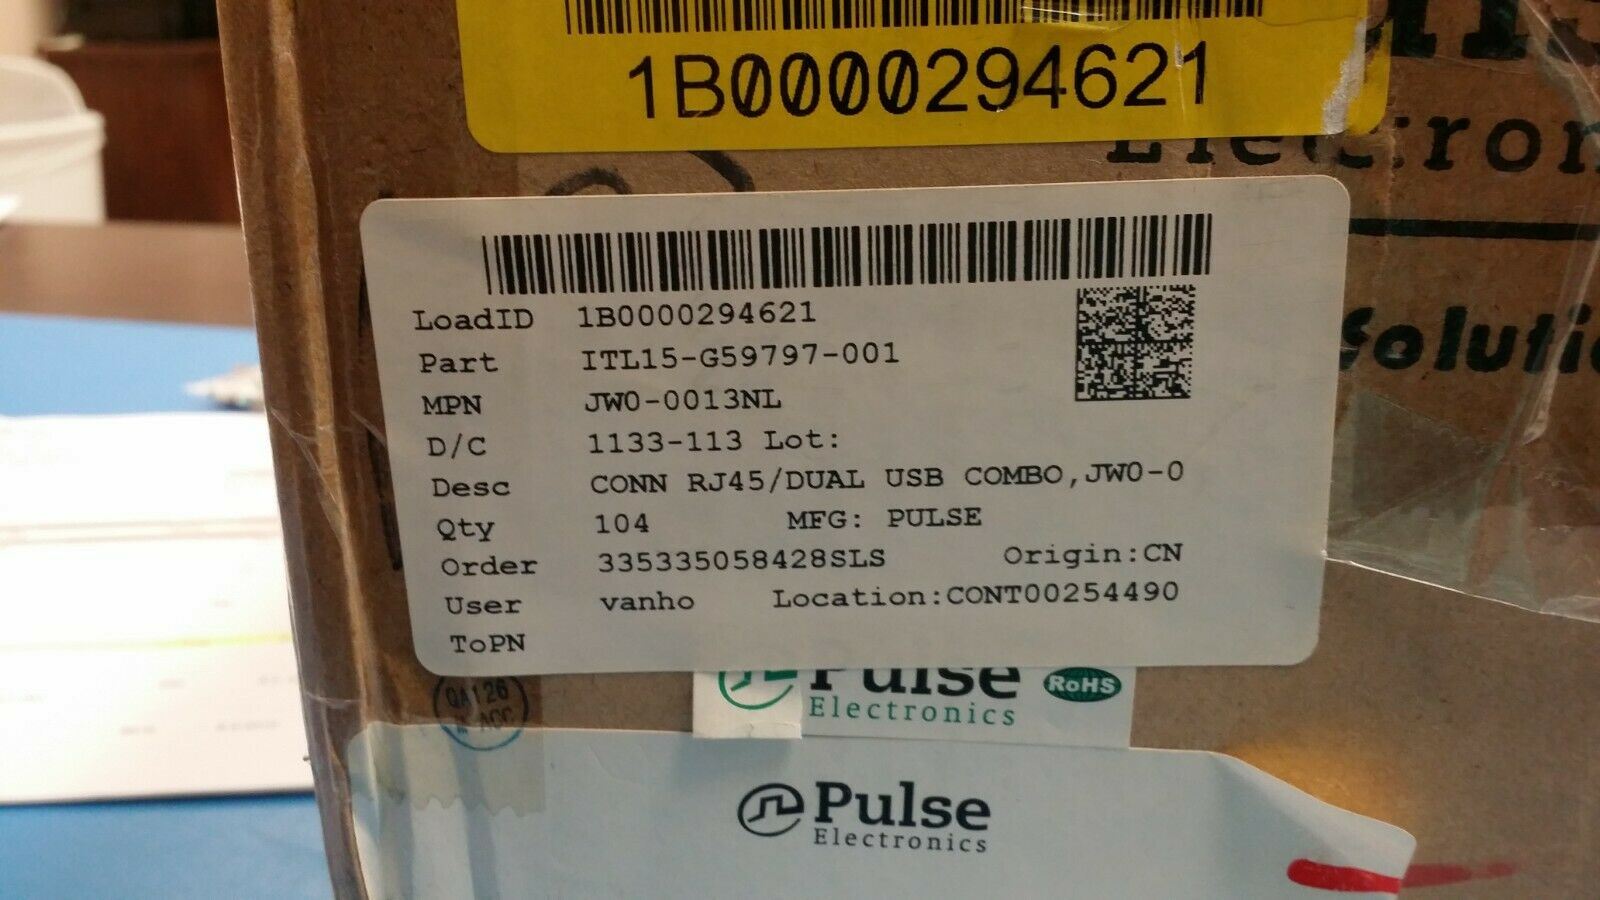 1B0000294621
LoadID 1B0000294621
Part ITL15-G59797-001
MPN JW0-0013NL
D/C 1133-113 Lot:
Desc CONN RJ45/DUAL USB COMBO,JW0-0
Qty 104 MFG: PULSE
Order 335335058428SLS Origin:CN
User vanho Location:CONT00254490
ToPN
Pulse
Electronics
RoHS
QA126
Pulse
Electronics